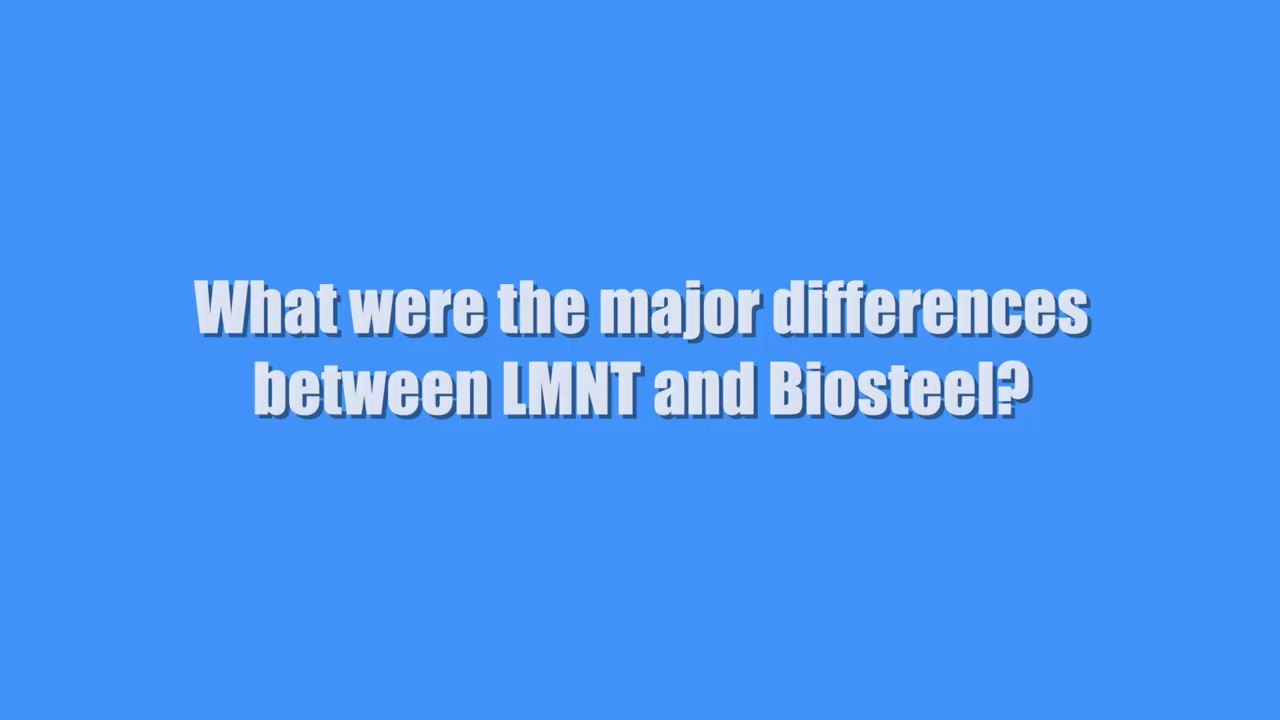 What were the major differences
between LMNT and Biosteel?